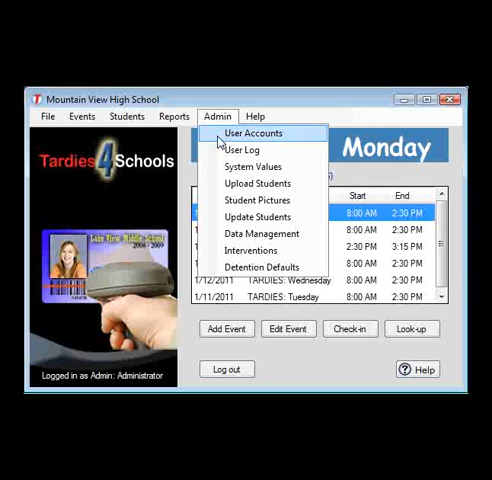 Mountain View High School
File Events Students Reports Admin Help
Tardies 4 Schools
Monday
User Accounts
User Log
System Values
Upload Students
Student Pictures
Update Students
Data Management
Interventions
Detention Defaults
Start End
8:00 AM 2:30 PM
8:00 AM 2:30 PM
2:30 PM 3:15 PM
8:00 AM 2:30 PM
1/12/2011 TARDIES: Wednesday 8:00 AM 2:30 PM
1/11/2011 TARDIES: Tuesday 8:00 AM 2:30 PM
Lake View Middle School
2008 - 2009
Add Event Edit Event Check-in Look-up
Log out Help
Logged in as Admin: Administrator